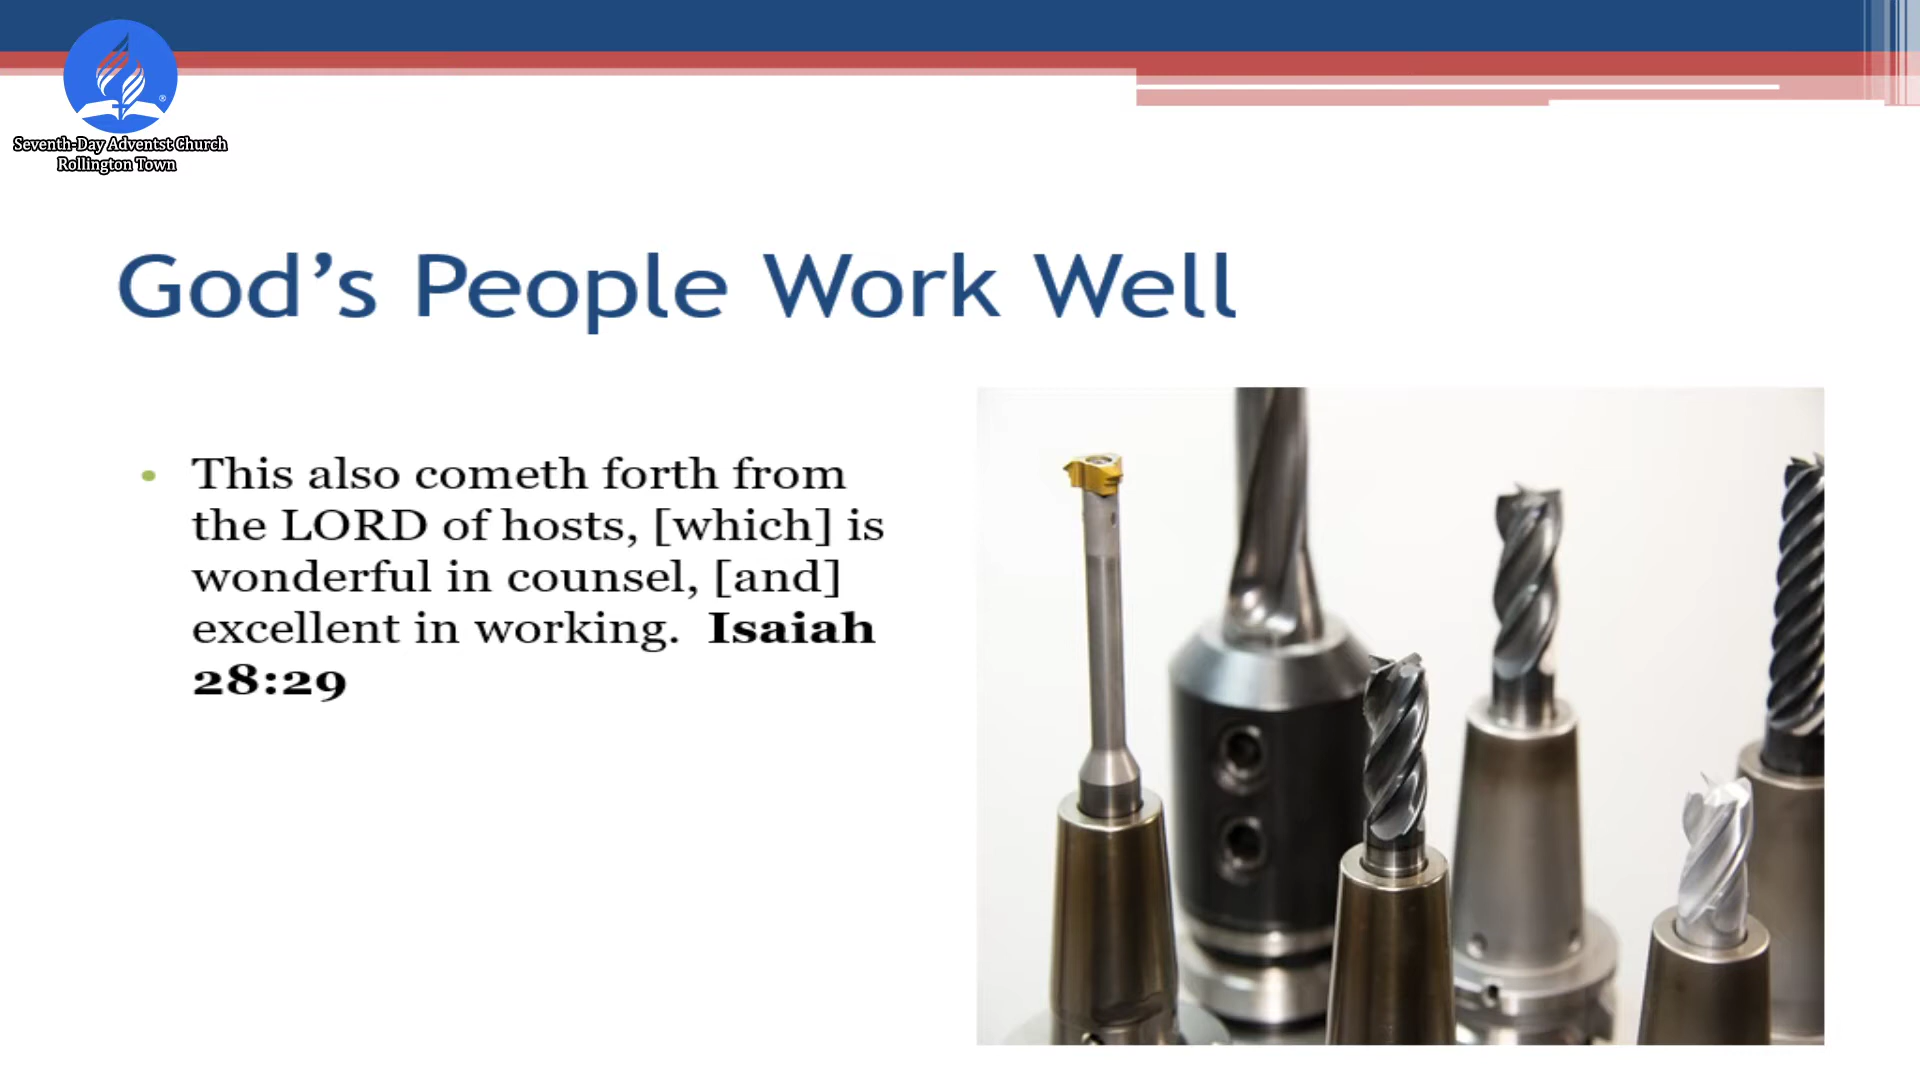 ®
Seventh-Day Adventst Church
Rollington Town
God’s People Work Well
• This also cometh forth from
the LORD of hosts, [which] is
wonderful in counsel, [and]
excellent in working.  Isaiah
28:29